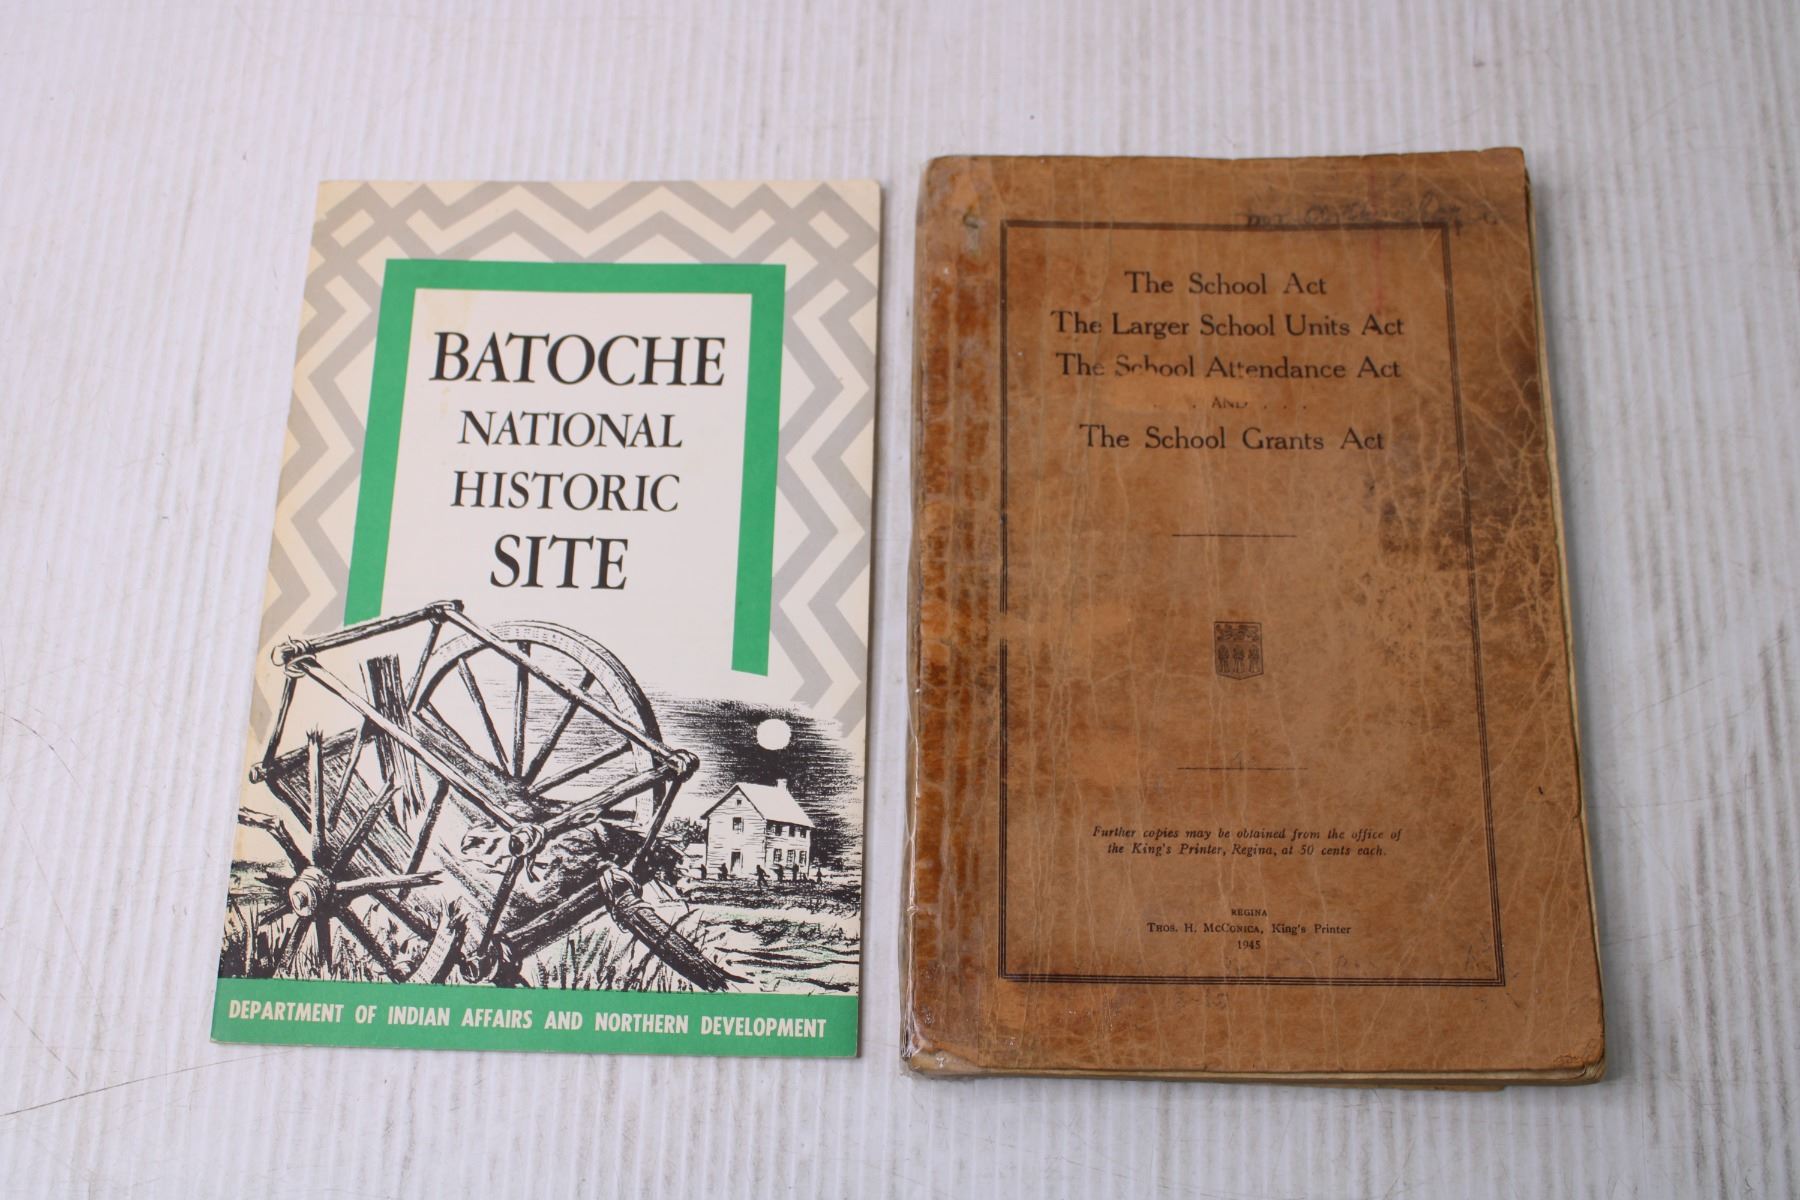 BATOCHE
NATIONAL
HISTORIC
SITE
DEPARTMENT OF INDIAN AFFAIRS AND NORTHERN DEVELOPMENT
The School Act
The Larger School Units Act
The School Attendance Act
. . AND . . .
The School Grants Act
Further copies may be obtained from the office of
the King's Printer, Regina, at 50 cents each.
REGINA
THOS. H. MCCONICA, King's Printer
1945